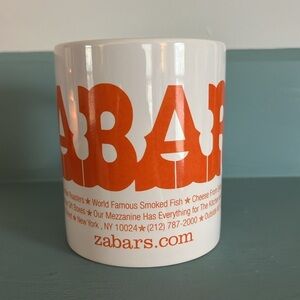 ABAR
Roasters ★ World Famous Smoked Fish ★ Cheese From
Boxes ★ Our Mezzanine Has Everything for The Kitchen
★ New York, NY 10024 ★ (212) 787-2000 ★ Outside
zabars.com